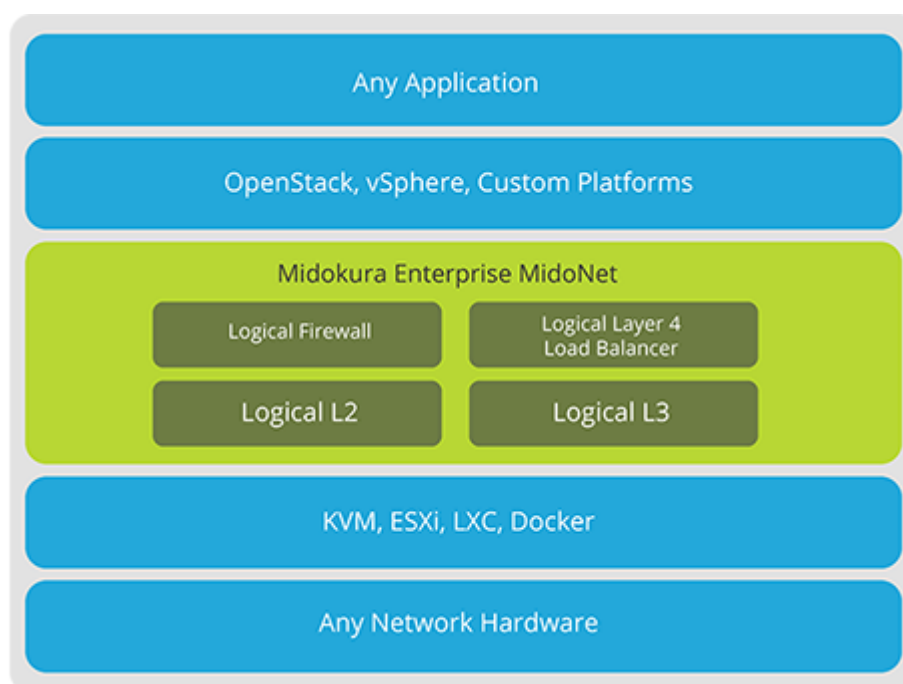 Any Application
OpenStack, vSphere, Custom Platforms
Midokura Enterprise MidoNet
Logical Firewall
Logical Layer 4
Load Balancer
Logical L2
Logical L3
KVM, ESXi, LXC, Docker
Any Network Hardware